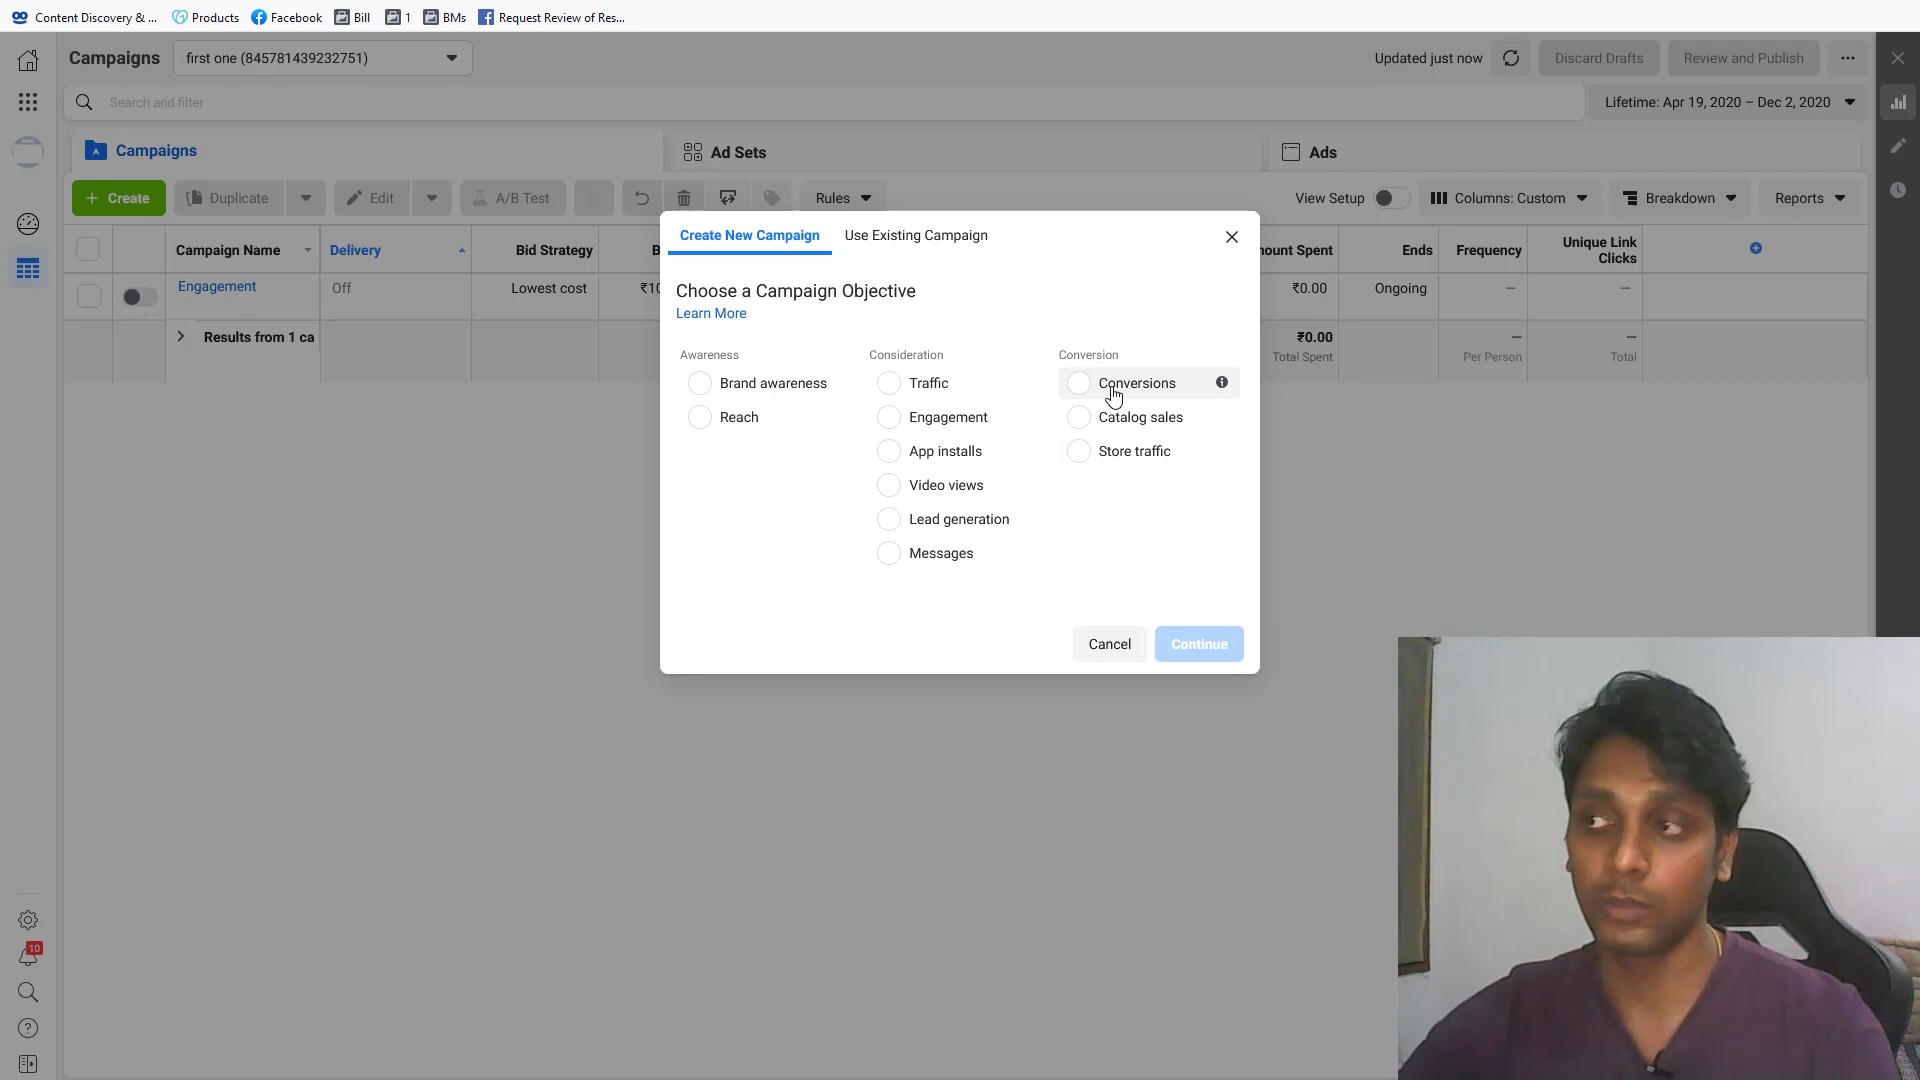 Content Discovery & ...
Products
Facebook
Bill
1
BMs
Request Review of Res...
Campaigns
first one (845781439232751)
Updated just now
Discard Drafts
Review and Publish
Search and filter
Lifetime: Apr 19, 2020 – Dec 2, 2020
Campaigns
Ad Sets
Ads
+ Create
Duplicate
Edit
A/B Test
Rules
View Setup
Columns: Custom
Breakdown
Reports
Create New Campaign
Use Existing Campaign
Campaign Name
Delivery
Bid Strategy
B
mount Spent
Ends
Frequency
Unique Link
Clicks
Engagement
Off
Lowest cost
₹10
₹0.00
Ongoing
—
—
Results from 1 ca
₹0.00
Total Spent
—
Per Person
—
Total
Choose a Campaign Objective
Learn More
Awareness
Brand awareness
Reach
Consideration
Traffic
Engagement
App installs
Video views
Lead generation
Messages
Conversion
Conversions
Catalog sales
Store traffic
Cancel
Continue
10